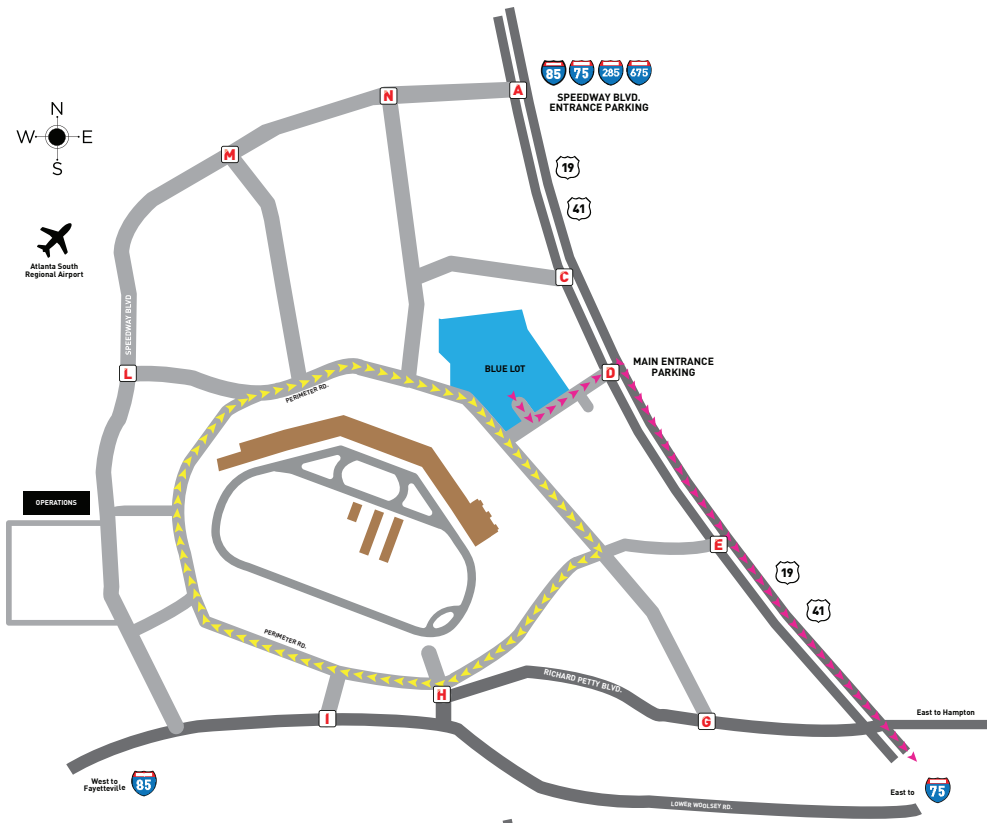 A
85 75 285 675
SPEEDWAY BLVD.
ENTRANCE PARKING
N
N
W E
S
M
19
41
Atlanta South
Regional Airport
C
SPEEDWAY BLVD
MAIN ENTRANCE
PARKING
BLUE LOT
D
L
PERIMETER RD.
OPERATIONS
E
19
41
PERIMETER RD.
RICHARD PETTY BLVD.
H
I
G
East to Hampton
West to
Fayetteville
85
East to
75
LOWER WOOLSEY RD.